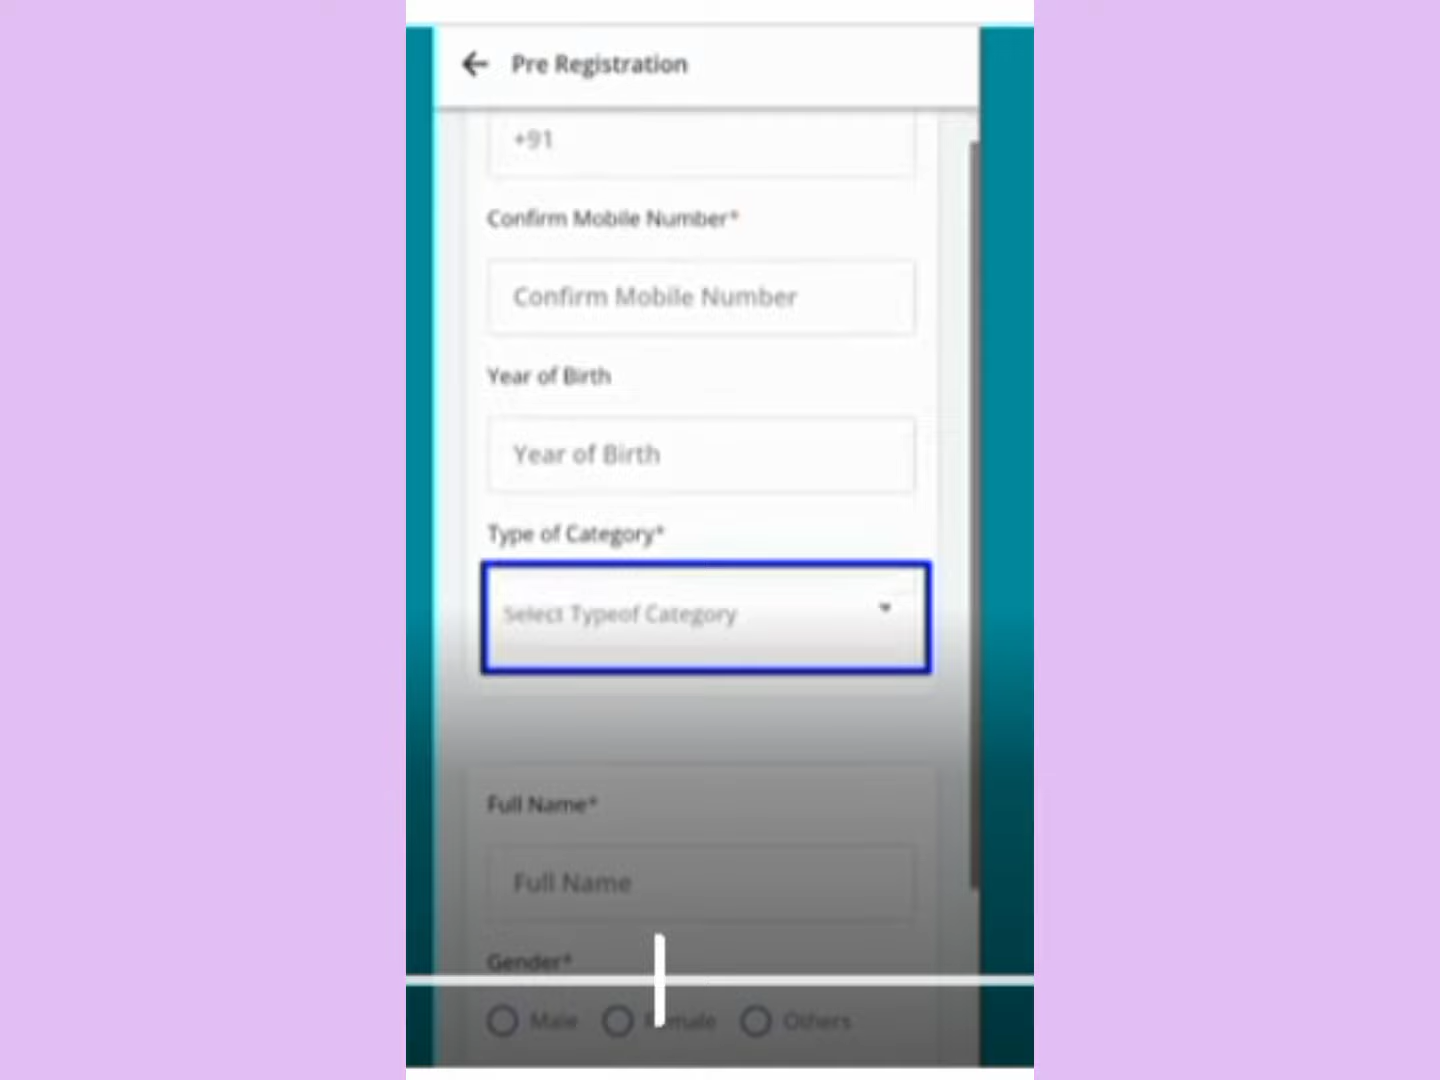 Pre Registration
+91
Confirm Mobile Number*
Confirm Mobile Number
Year of Birth
Year of Birth
Type of Category*
Select Typeof Category
Full Name*
Full Name
Gender*
Male Female Others